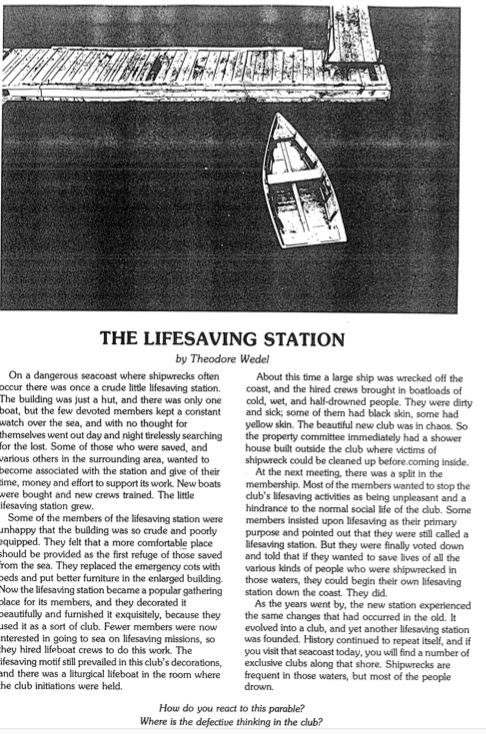 THE LIFESAVING STATION
by Theodore Wedel
On a dangerous seacoast where shipwrecks often
occur there was once a crude little lifesaving station.
The building was just a hut, and there was only one
boat, but the few devoted members kept a constant
watch over the sea, and with no thought for
themselves went out day and night tirelessly searching
for the lost. Some of those who were saved, and
various others in the surrounding area, wanted to
become associated with the station and give of their
time, money and effort to support its work. New boats
were bought and new crews trained. The little
lifesaving station grew.
Some of the members of the lifesaving station were
unhappy that the building was so crude and poorly
equipped. They felt that a more comfortable place
should be provided as the first refuge of those saved
from the sea. They replaced the emergency cots with
beds and put better furniture in the enlarged building.
Now the lifesaving station became a popular gathering
place for its members, and they decorated it
beautifully and furnished it exquisitely, because they
used it as a sort of club. Fewer members were now
interested in going to sea on lifesaving missions, so
they hired lifeboat crews to do this work. The
lifesaving motif still prevailed in this club's decorations,
and there was a liturgical lifeboat in the room where
the club initiations were held.
About this time a large ship was wrecked off the
coast, and the hired crews brought in boatloads of
cold, wet, and half-drowned people. They were dirty
and sick; some of them had black skin, some had
yellow skin. The beautiful new club was in chaos. So
the property committee immediately had a shower
house built outside the club where victims of
shipwreck could be cleaned up before coming inside.
At the next meeting, there was a split in the
membership. Most of the members wanted to stop the
club's lifesaving activities as being unpleasant and a
hindrance to the normal social life of the club. Some
members insisted upon lifesaving as their primary
purpose and pointed out that they were still called a
lifesaving station. But they were finally voted down
and told that if they wanted to save lives of all the
various kinds of people who were shipwrecked in
those waters, they could begin their own lifesaving
station down the coast. They did.
As the years went by, the new station experienced
the same changes that had occurred in the old. It
evolved into a club, and yet another lifesaving station
was founded. History continued to repeat itself, and if
you visit that seacoast today, you will find a number of
exclusive clubs along that shore. Shipwrecks are
frequent in those waters, but most of the people
drown.
How do you react to this parable?
Where is the defective thinking in the club?